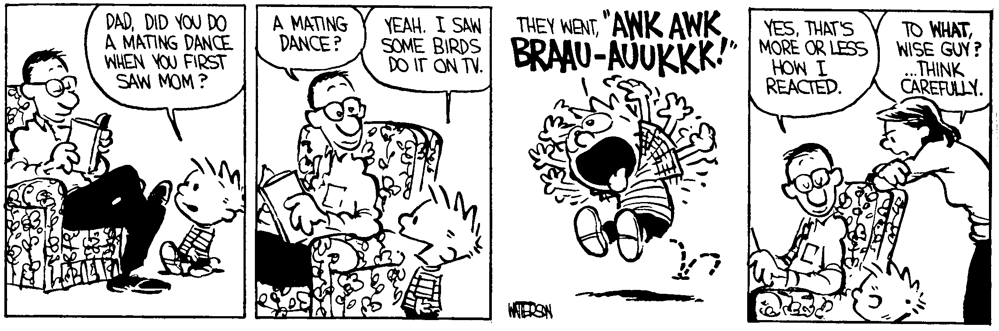 DAD, DID YOU DO
A MATING DANCE
WHEN YOU FIRST
SAW MOM?
A MATING
DANCE?
YEAH. I SAW
SOME BIRDS
DO IT ON TV.
THEY WENT, "AWK AWK
BRAAU-AUUKKK!"
WATTERSON
YES, THAT'S
MORE OR LESS
HOW I
REACTED.
TO WHAT,
WISE GUY?
...THINK
CAREFULLY.